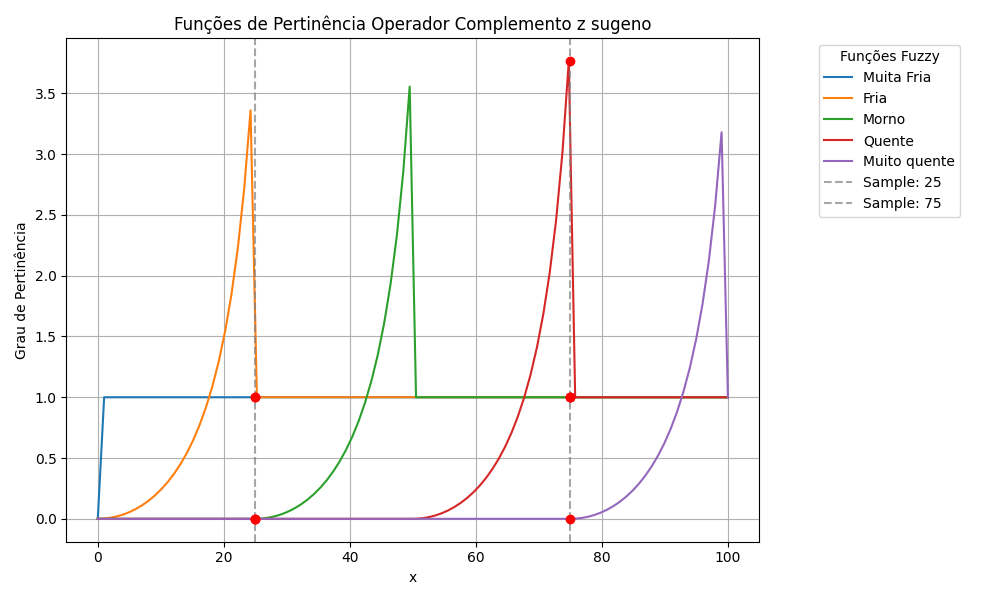 Funções de Pertinência Operador Complemento z sugeno
Grau de Pertinência
3.5
3.0
2.5
2.0
1.5
1.0
0.5
0.0
0 20 40 60 80 100
x
Funções Fuzzy
Muita Fria
Fria
Morno
Quente
Muito quente
Sample: 25
Sample: 75